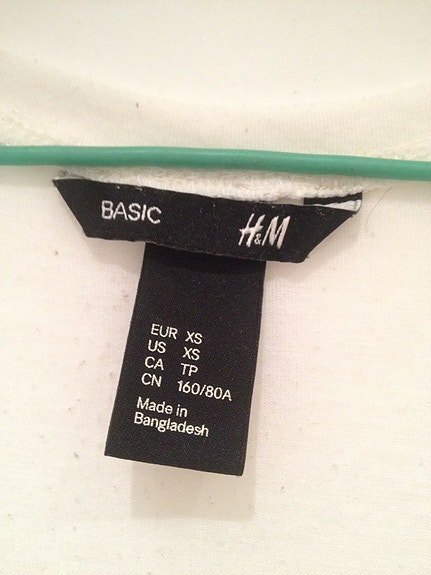 BASIC H&M
EUR XS
US XS
CA TP
CN 160/80A
Made in
Bangladesh